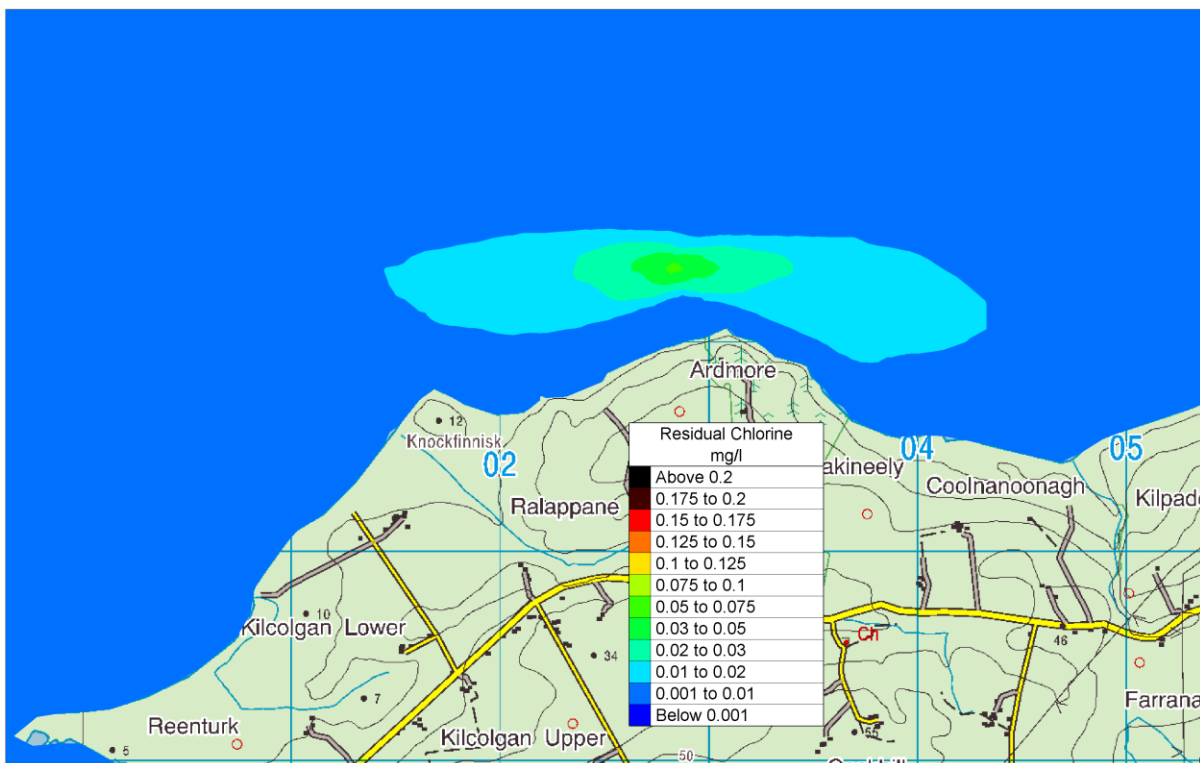 Ardmore
12
Knockfinnisk
02
Residual Chlorine
mg/l
Above 0.2
0.175 to 0.2
0.15 to 0.175
0.125 to 0.15
0.1 to 0.125
0.075 to 0.1
0.05 to 0.075
0.03 to 0.05
0.02 to 0.03
0.01 to 0.02
0.001 to 0.01
Below 0.001
akineely
04
05
Coolnanoonagh
Ralappane
10
Kilcolgan Lower
Ch
46
34
7
Reenturk
5
Kilcolgan Upper
50
55
Farrana